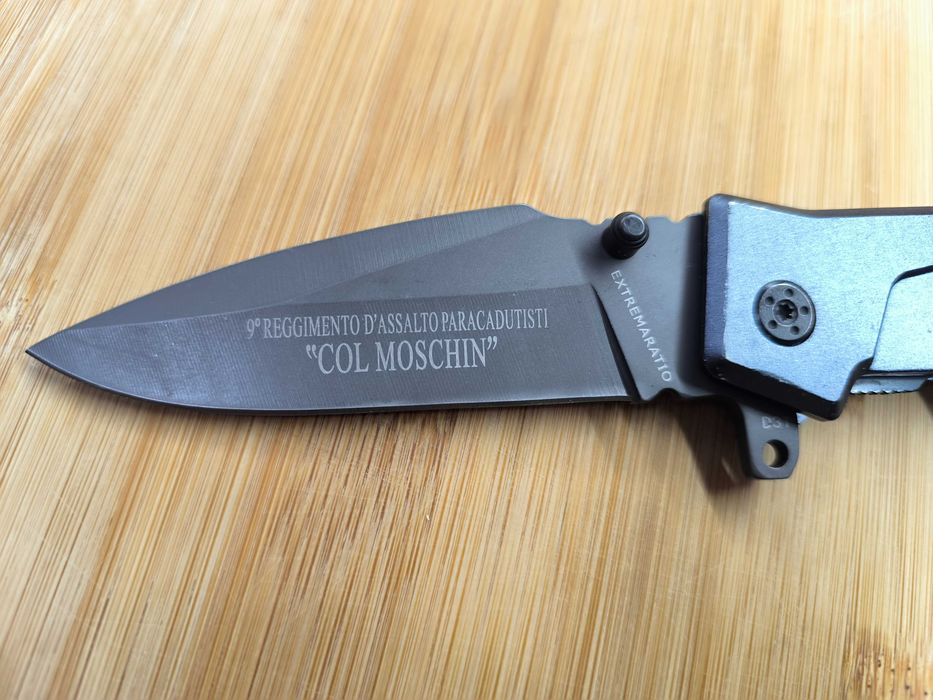 9° REGGIMENTO D'ASSALTO PARACADUTISTI
"COL MOSCHIN"
EXTREMARATIO